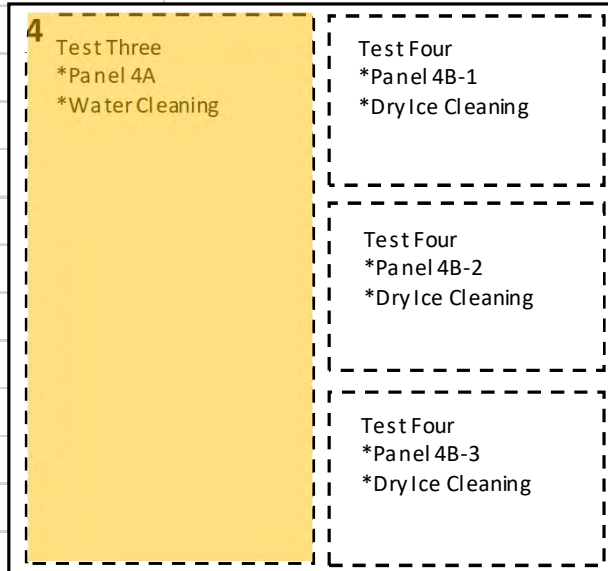 4
Test Three
*Panel 4A
*Water Cleaning
Test Four
*Panel 4B-1
*Dry Ice Cleaning
Test Four
*Panel 4B-2
*Dry Ice Cleaning
Test Four
*Panel 4B-3
*Dry Ice Cleaning